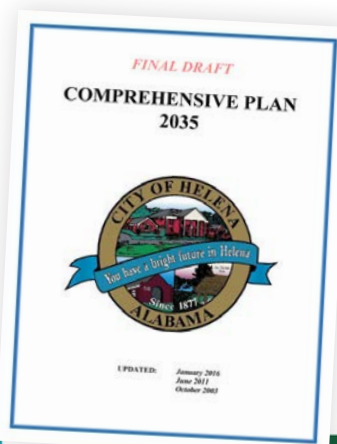 FINAL DRAFT
COMPREHENSIVE PLAN
2035
CITY OF HELENA
You have a bright future in Helena
Since 1877
ALABAMA
UPDATED: January 2016
June 2011
October 2003